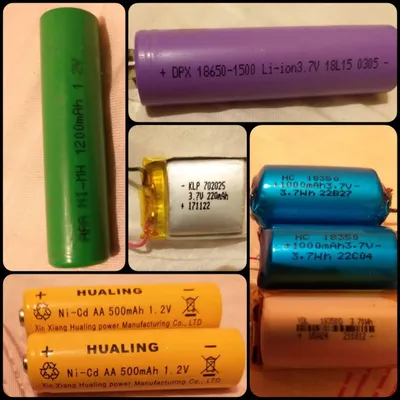 AFA Ni-MH 1200mAh 1.2V
+ DPX 18650-1500 Li-ion3.7V 18L15 0305 -
- KLP 702025
3.7V 220mAh
+ 171122
HC 18350
+1000mAh3.7V-
3.7Wh 22B27
HC 18350
+1000mAh3.7V-
3.7Wh 22C04
+ HUALING -
Ni-Cd AA 500mAh 1.2V
Xin Xiang Hualing power Manufacturing Co., LTD
HUALING
Ni-Cd AA 500mAh 1.2V
Xin Xiang Hualing power Manufacturing Co., LTD